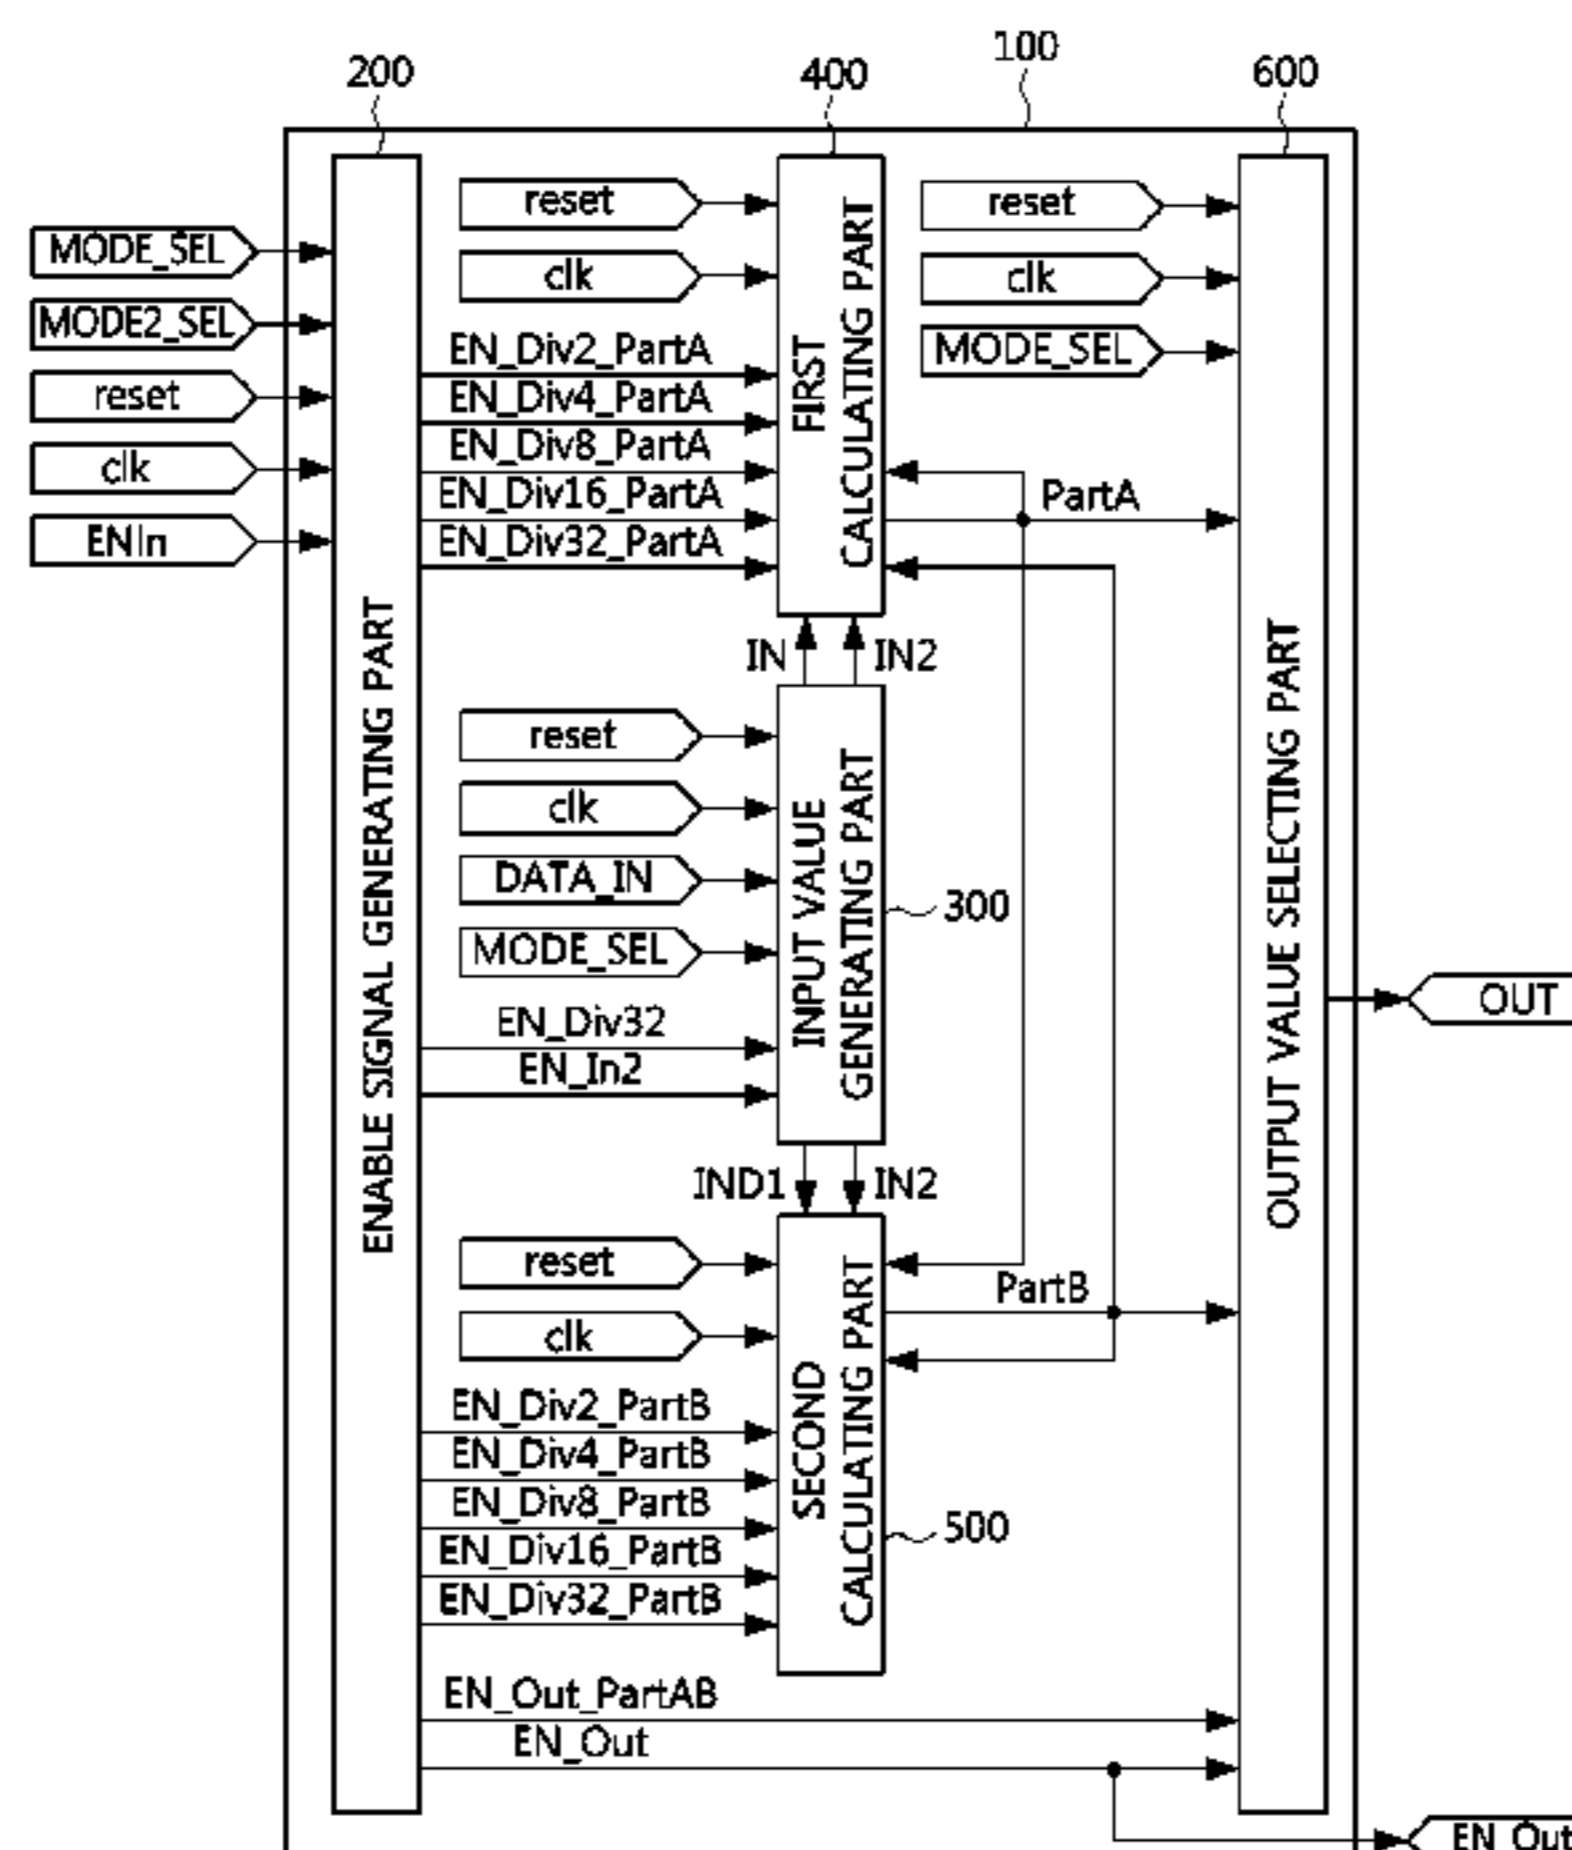 200
400
100
600
MODE_SEL
MODE2_SEL
reset
clk
ENIn
ENABLE SIGNAL GENERATING PART
reset
clk
EN_Div2_PartA
EN_Div4_PartA
EN_Div8_PartA
EN_Div16_PartA
EN_Div32_PartA
FIRST
CALCULATING PART
reset
clk
MODE_SEL
PartA
IN
IN2
reset
clk
DATA_IN
MODE_SEL
EN_Div32
EN_In2
INPUT VALUE
GENERATING PART
300
IND1
IN2
reset
clk
EN_Div2_PartB
EN_Div4_PartB
EN_Div8_PartB
EN_Div16_PartB
EN_Div32_PartB
SECOND
CALCULATING PART
PartB
500
EN_Out_PartAB
EN_Out
OUTPUT VALUE SELECTING PART
OUT
EN_Out